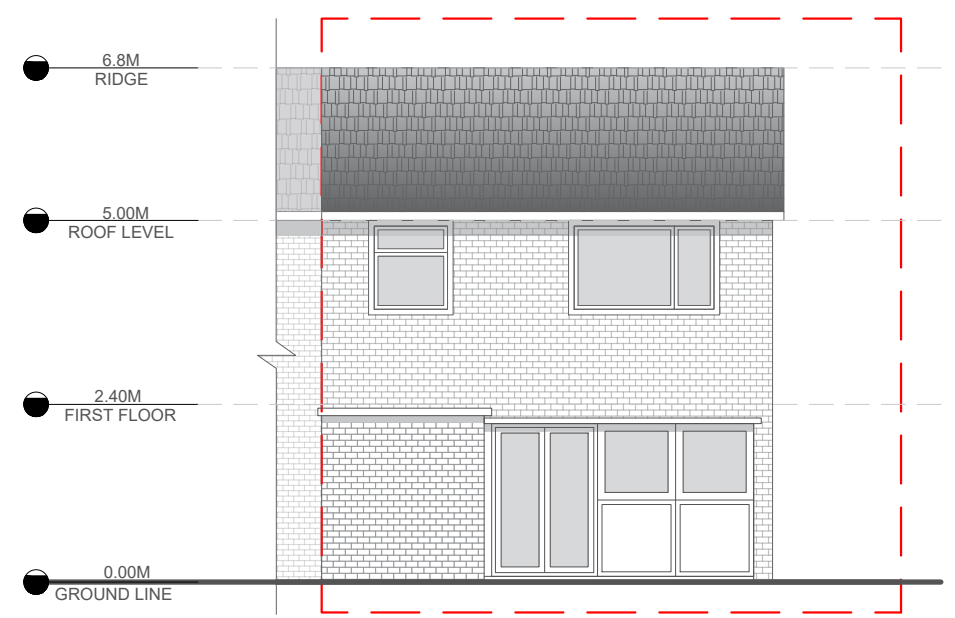 6.8M
RIDGE
5.00M
ROOF LEVEL
2.40M
FIRST FLOOR
0.00M
GROUND LINE